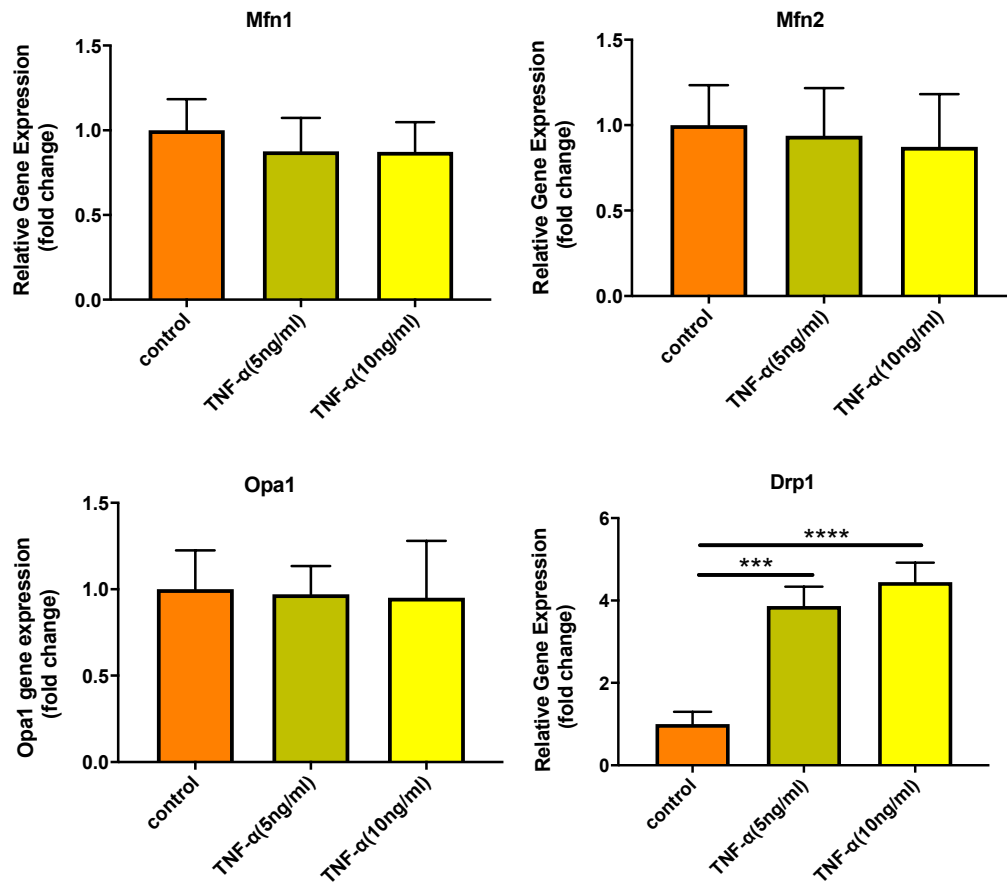 Mfn1
Relative Gene Expression
(fold change)
1.5
1.0
0.5
0.0
control
TNF-α(5ng/ml)
TNF-α(10ng/ml)
Mfn2
Relative Gene Expression
(fold change)
1.5
1.0
0.5
0.0
control
TNF-α(5ng/ml)
TNF-α(10ng/ml)
Opa1
Opa1 gene expression
(fold change)
1.5
1.0
0.5
0.0
control
TNF-α(5ng/ml)
TNF-α(10ng/ml)
Drp1
Relative Gene Expression
(fold change)
6
4
2
0
****
***
control
TNF-α(5ng/ml)
TNF-α(10ng/ml)